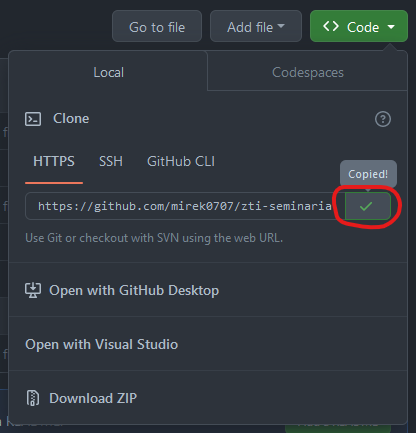 Go to file
Add file
<> Code
Local
Codespaces
Clone
HTTPS
SSH
GitHub CLI
Copied!
https://github.com/mirek0707/zti-seminaria
Use Git or checkout with SVN using the web URL.
Open with GitHub Desktop
Open with Visual Studio
Download ZIP